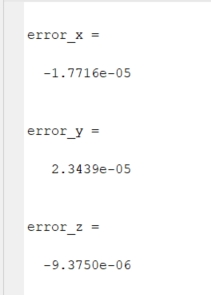 error_x =
-1.7716e-05
error_y =
2.3439e-05
error_z =
-9.3750e-06